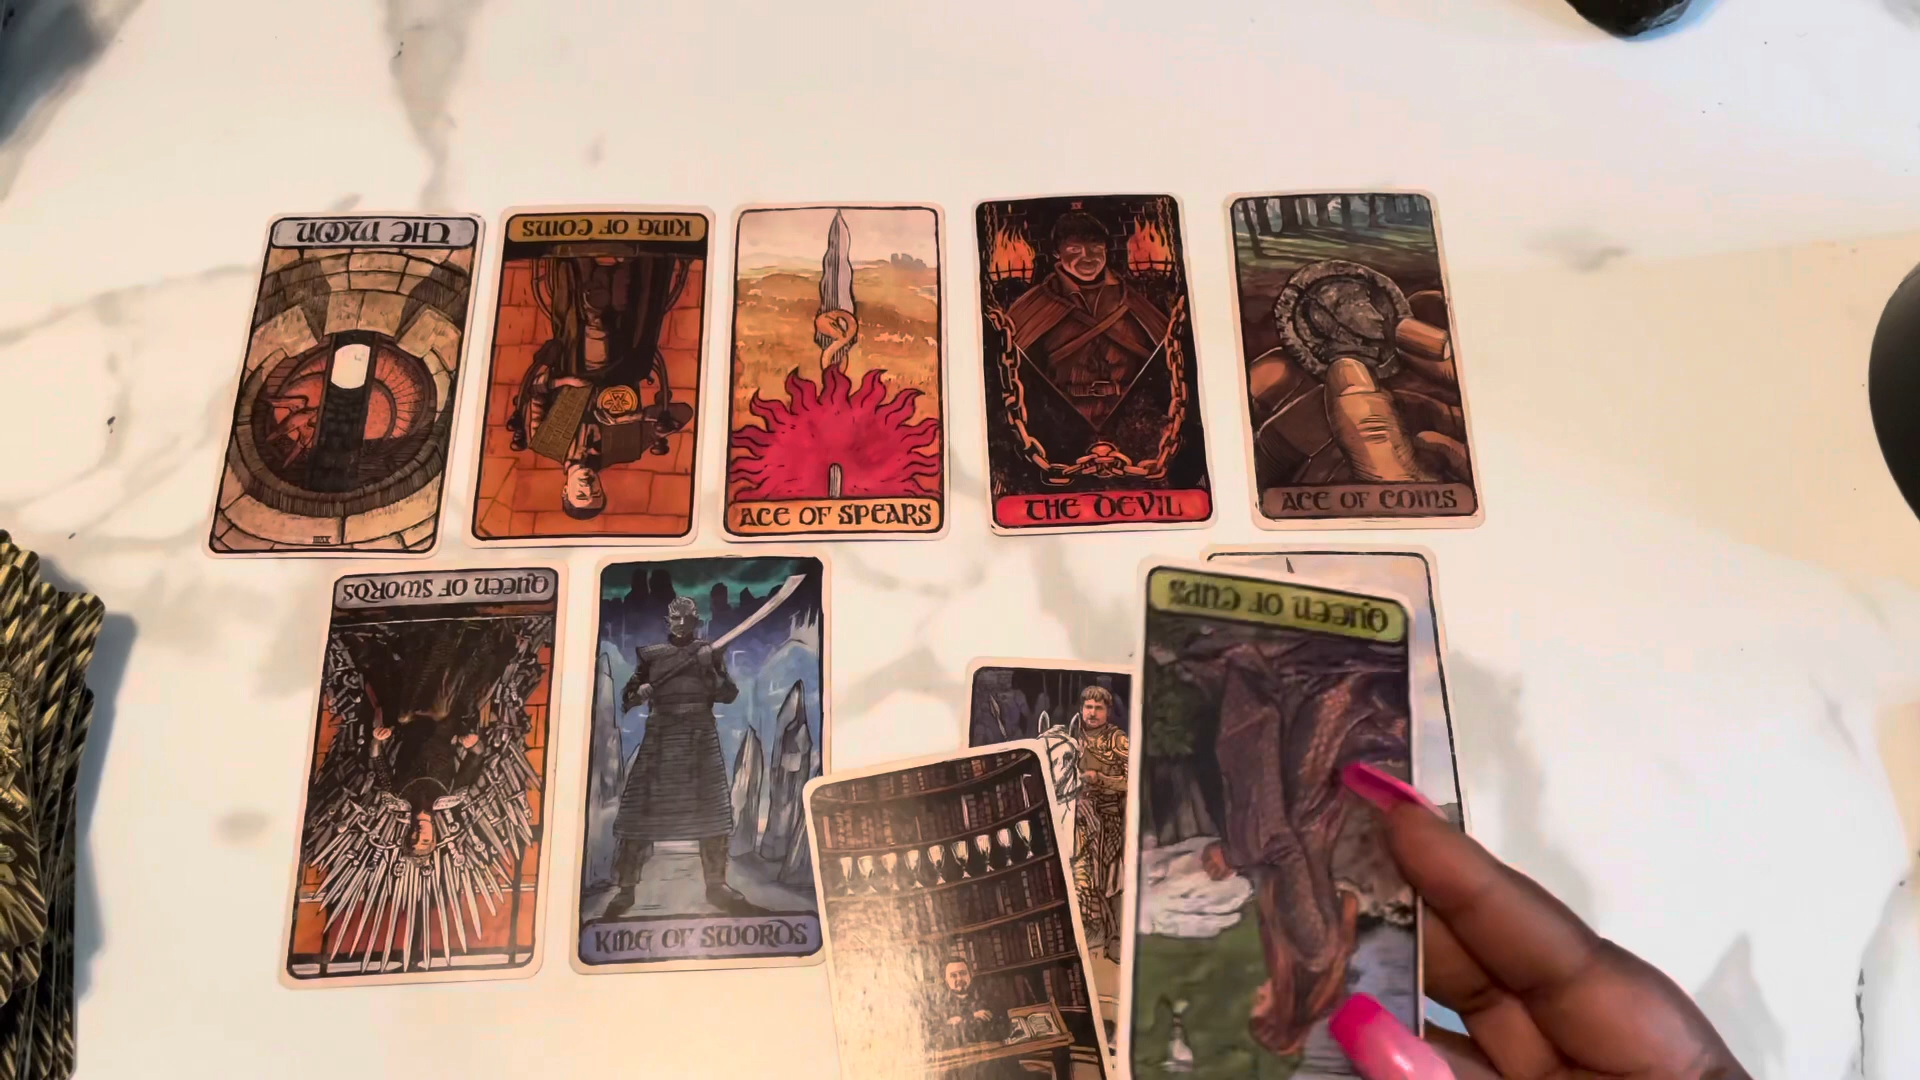 THE MOON
KING OF COINS
ACE OF SPEARS
XV
THE DEVIL
ACE OF COINS
QUEEN OF SWORDS
KING OF SWORDS
QUEEN OF CUPS